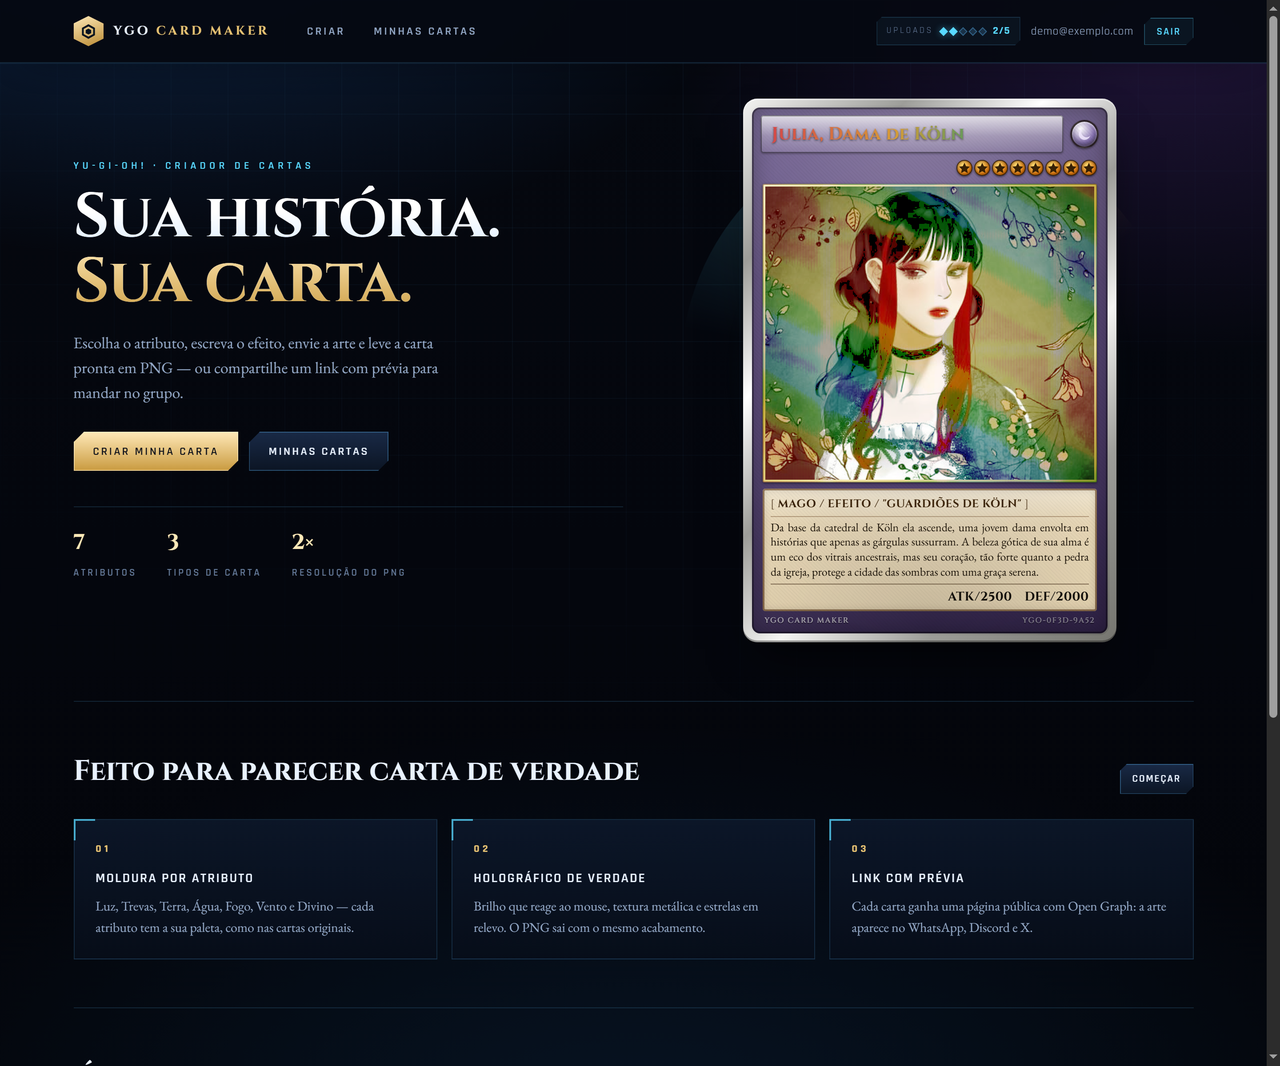 YGO CARD MAKER
CRIAR
MINHAS CARTAS
UPLOADS 2/5
demo@exemplo.com
SAIR
YU-GI-OH! · CRIADOR DE CARTAS
SUA HISTÓRIA.
SUA CARTA.
Escolha o atributo, escreva o efeito, envie a arte e leve a carta
pronta em PNG — ou compartilhe um link com prévia para
mandar no grupo.
CRIAR MINHA CARTA
MINHAS CARTAS
7
ATRIBUTOS
3
TIPOS DE CARTA
2×
RESOLUÇÃO DO PNG
JULIA, DAMA DE KÖLN
[ MAGO / EFEITO / "GUARDIÕES DE KÖLN" ]
Da base da catedral de Köln ela ascende, uma jovem dama envolta em
histórias que apenas as gárgulas sussurram. A beleza gótica de sua alma é
um eco dos vitrais ancestrais, mas seu coração, tão forte quanto a pedra
da igreja, protege a cidade das sombras com uma graça serena.
ATK/2500 DEF/2000
YGO CARD MAKER
YGO-0F3D-9A52
FEITO PARA PARECER CARTA DE VERDADE
COMEÇAR
01
MOLDURA POR ATRIBUTO
Luz, Trevas, Terra, Água, Fogo, Vento e Divino — cada
atributo tem a sua paleta, como nas cartas originais.
02
HOLOGRÁFICO DE VERDADE
Brilho que reage ao mouse, textura metálica e estrelas em
relevo. O PNG sai com o mesmo acabamento.
03
LINK COM PRÉVIA
Cada carta ganha uma página pública com Open Graph: a arte
aparece no WhatsApp, Discord e X.